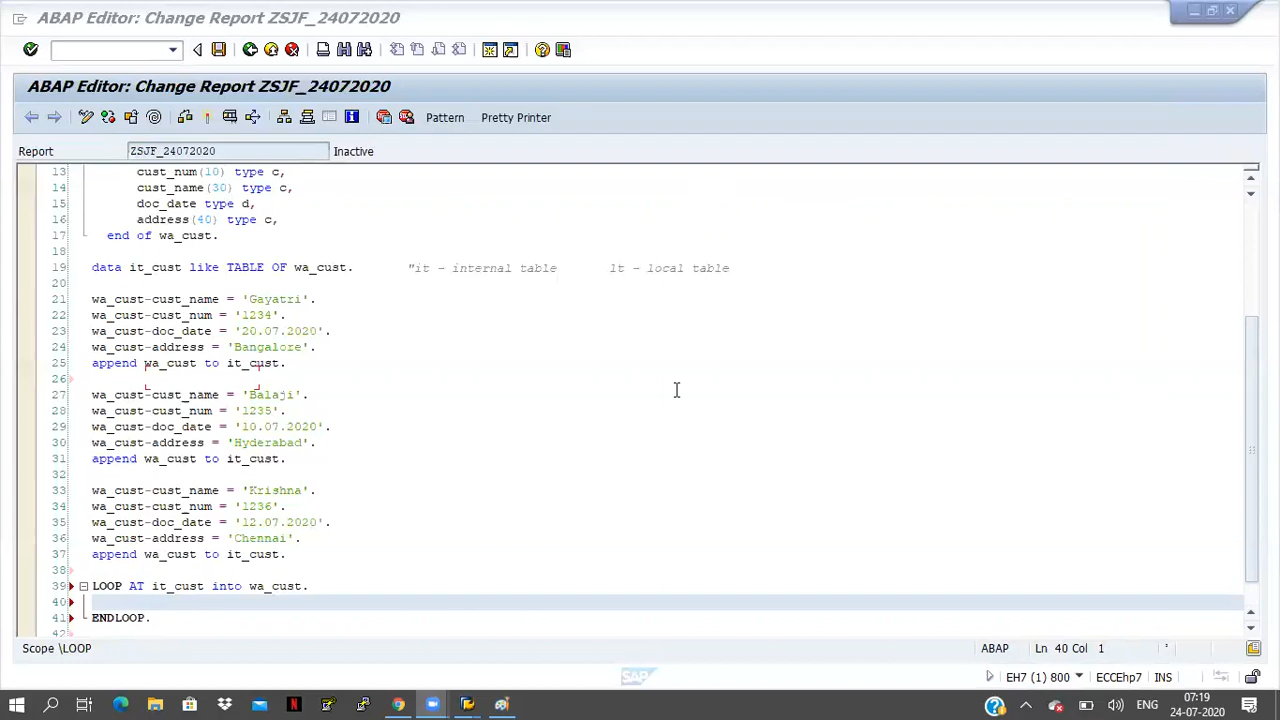 ABAP Editor: Change Report ZSJF_24072020
ABAP Editor: Change Report ZSJF_24072020
Pattern Pretty Printer
Report ZSJF_24072020 Inactive
13 cust_num(10) type c,
14 cust_name(30) type c,
15 doc_date type d,
16 address(40) type c,
17 end of wa_cust.
18
19 data it_cust like TABLE OF wa_cust. "it - internal table lt - local table
20
21 wa_cust-cust_name = 'Gayatri'.
22 wa_cust-cust_num = '1234'.
23 wa_cust-doc_date = '20.07.2020'.
24 wa_cust-address = 'Bangalore'.
25 append wa_cust to it_cust.
26
27 wa_cust-cust_name = 'Balaji'.
28 wa_cust-cust_num = '1235'.
29 wa_cust-doc_date = '10.07.2020'.
30 wa_cust-address = 'Hyderabad'.
31 append wa_cust to it_cust.
32
33 wa_cust-cust_name = 'Krishna'.
34 wa_cust-cust_num = '1236'.
35 wa_cust-doc_date = '12.07.2020'.
36 wa_cust-address = 'Chennai'.
37 append wa_cust to it_cust.
38
39 LOOP AT it_cust into wa_cust.
40
41 ENDLOOP.
42
Scope \LOOP ABAP Ln 40 Col 1
SAP EH7 (1) 800 ECCEhp7 INS
ENG 07:19
24-07-2020